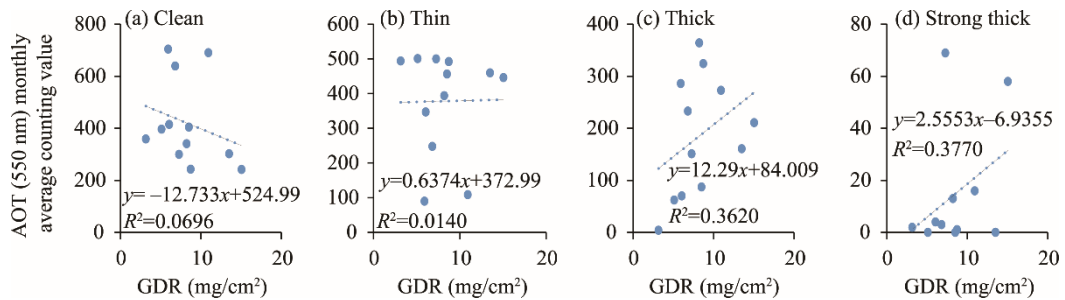 AOT (550 nm) monthly
average counting value
(a) Clean
800
600
400
200
0
y= −12.733x+524.99
R²=0.0696
0 10 20
GDR (mg/cm²)
(b) Thin
600
500
400
300
200
100
0
y=0.6374x+372.99
R²=0.0140
0 10 20
GDR (mg/cm²)
(c) Thick
400
300
200
100
0
y=12.29x+84.009
R²=0.3620
0 10 20
GDR (mg/cm²)
(d) Strong thick
80
60
40
20
0
y=2.5553x–6.9355
R²=0.3770
0 10 20
GDR (mg/cm²)